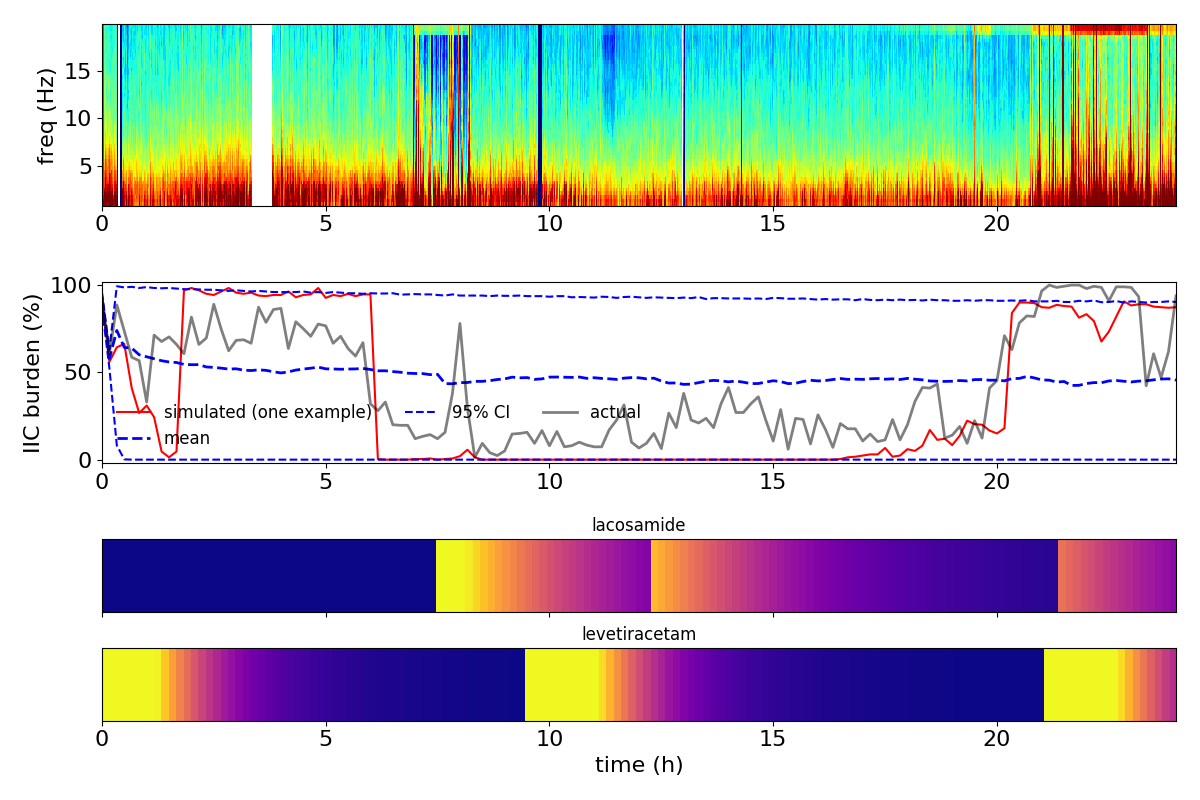 freq (Hz)
15
10
5
0 5 10 15 20
IIC burden (%)
100
50
0
simulated (one example) 95% CI actual
mean
0 5 10 15 20
lacosamide
levetiracetam
0 5 10 15 20
time (h)